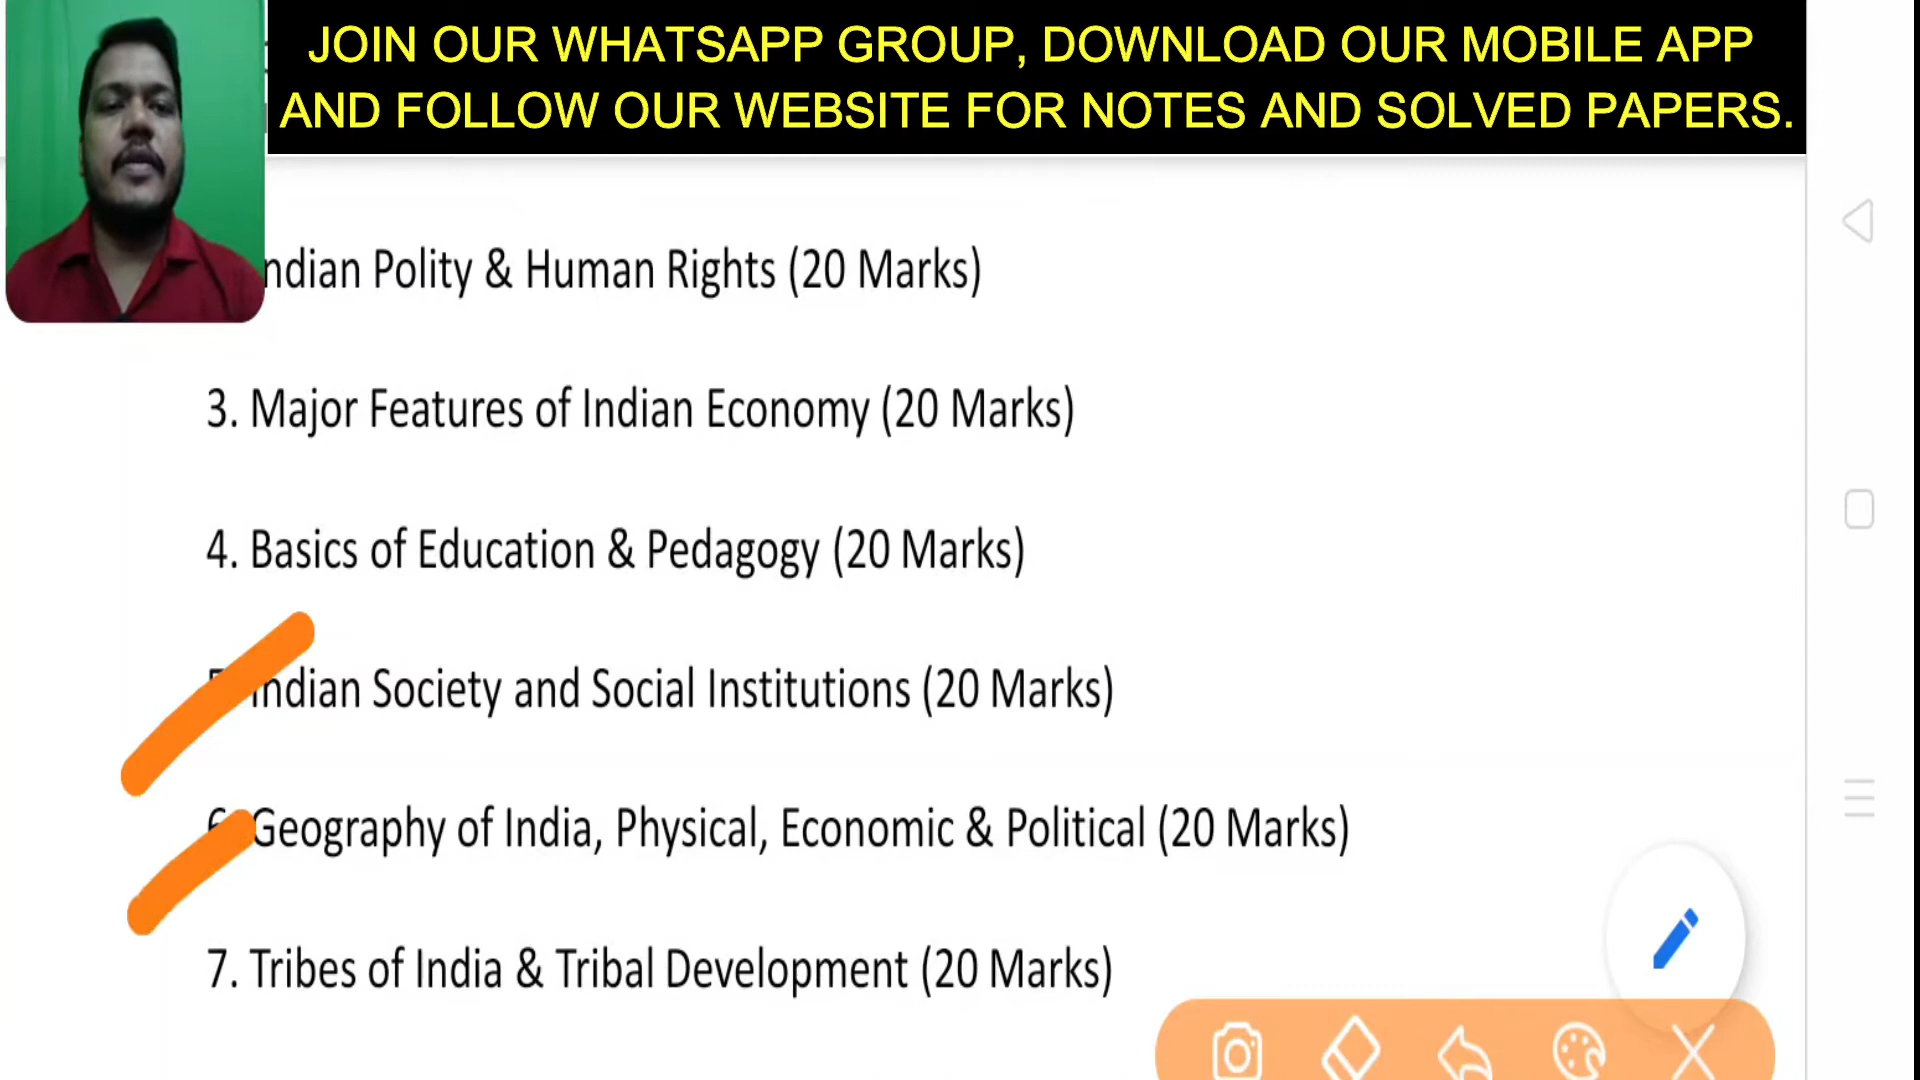 JOIN OUR WHATSAPP GROUP, DOWNLOAD OUR MOBILE APP
AND FOLLOW OUR WEBSITE FOR NOTES AND SOLVED PAPERS.
ndian Polity & Human Rights (20 Marks)
3. Major Features of Indian Economy (20 Marks)
4. Basics of Education & Pedagogy (20 Marks)
Indian Society and Social Institutions (20 Marks)
6. Geography of India, Physical, Economic & Political (20 Marks)
7. Tribes of India & Tribal Development (20 Marks)